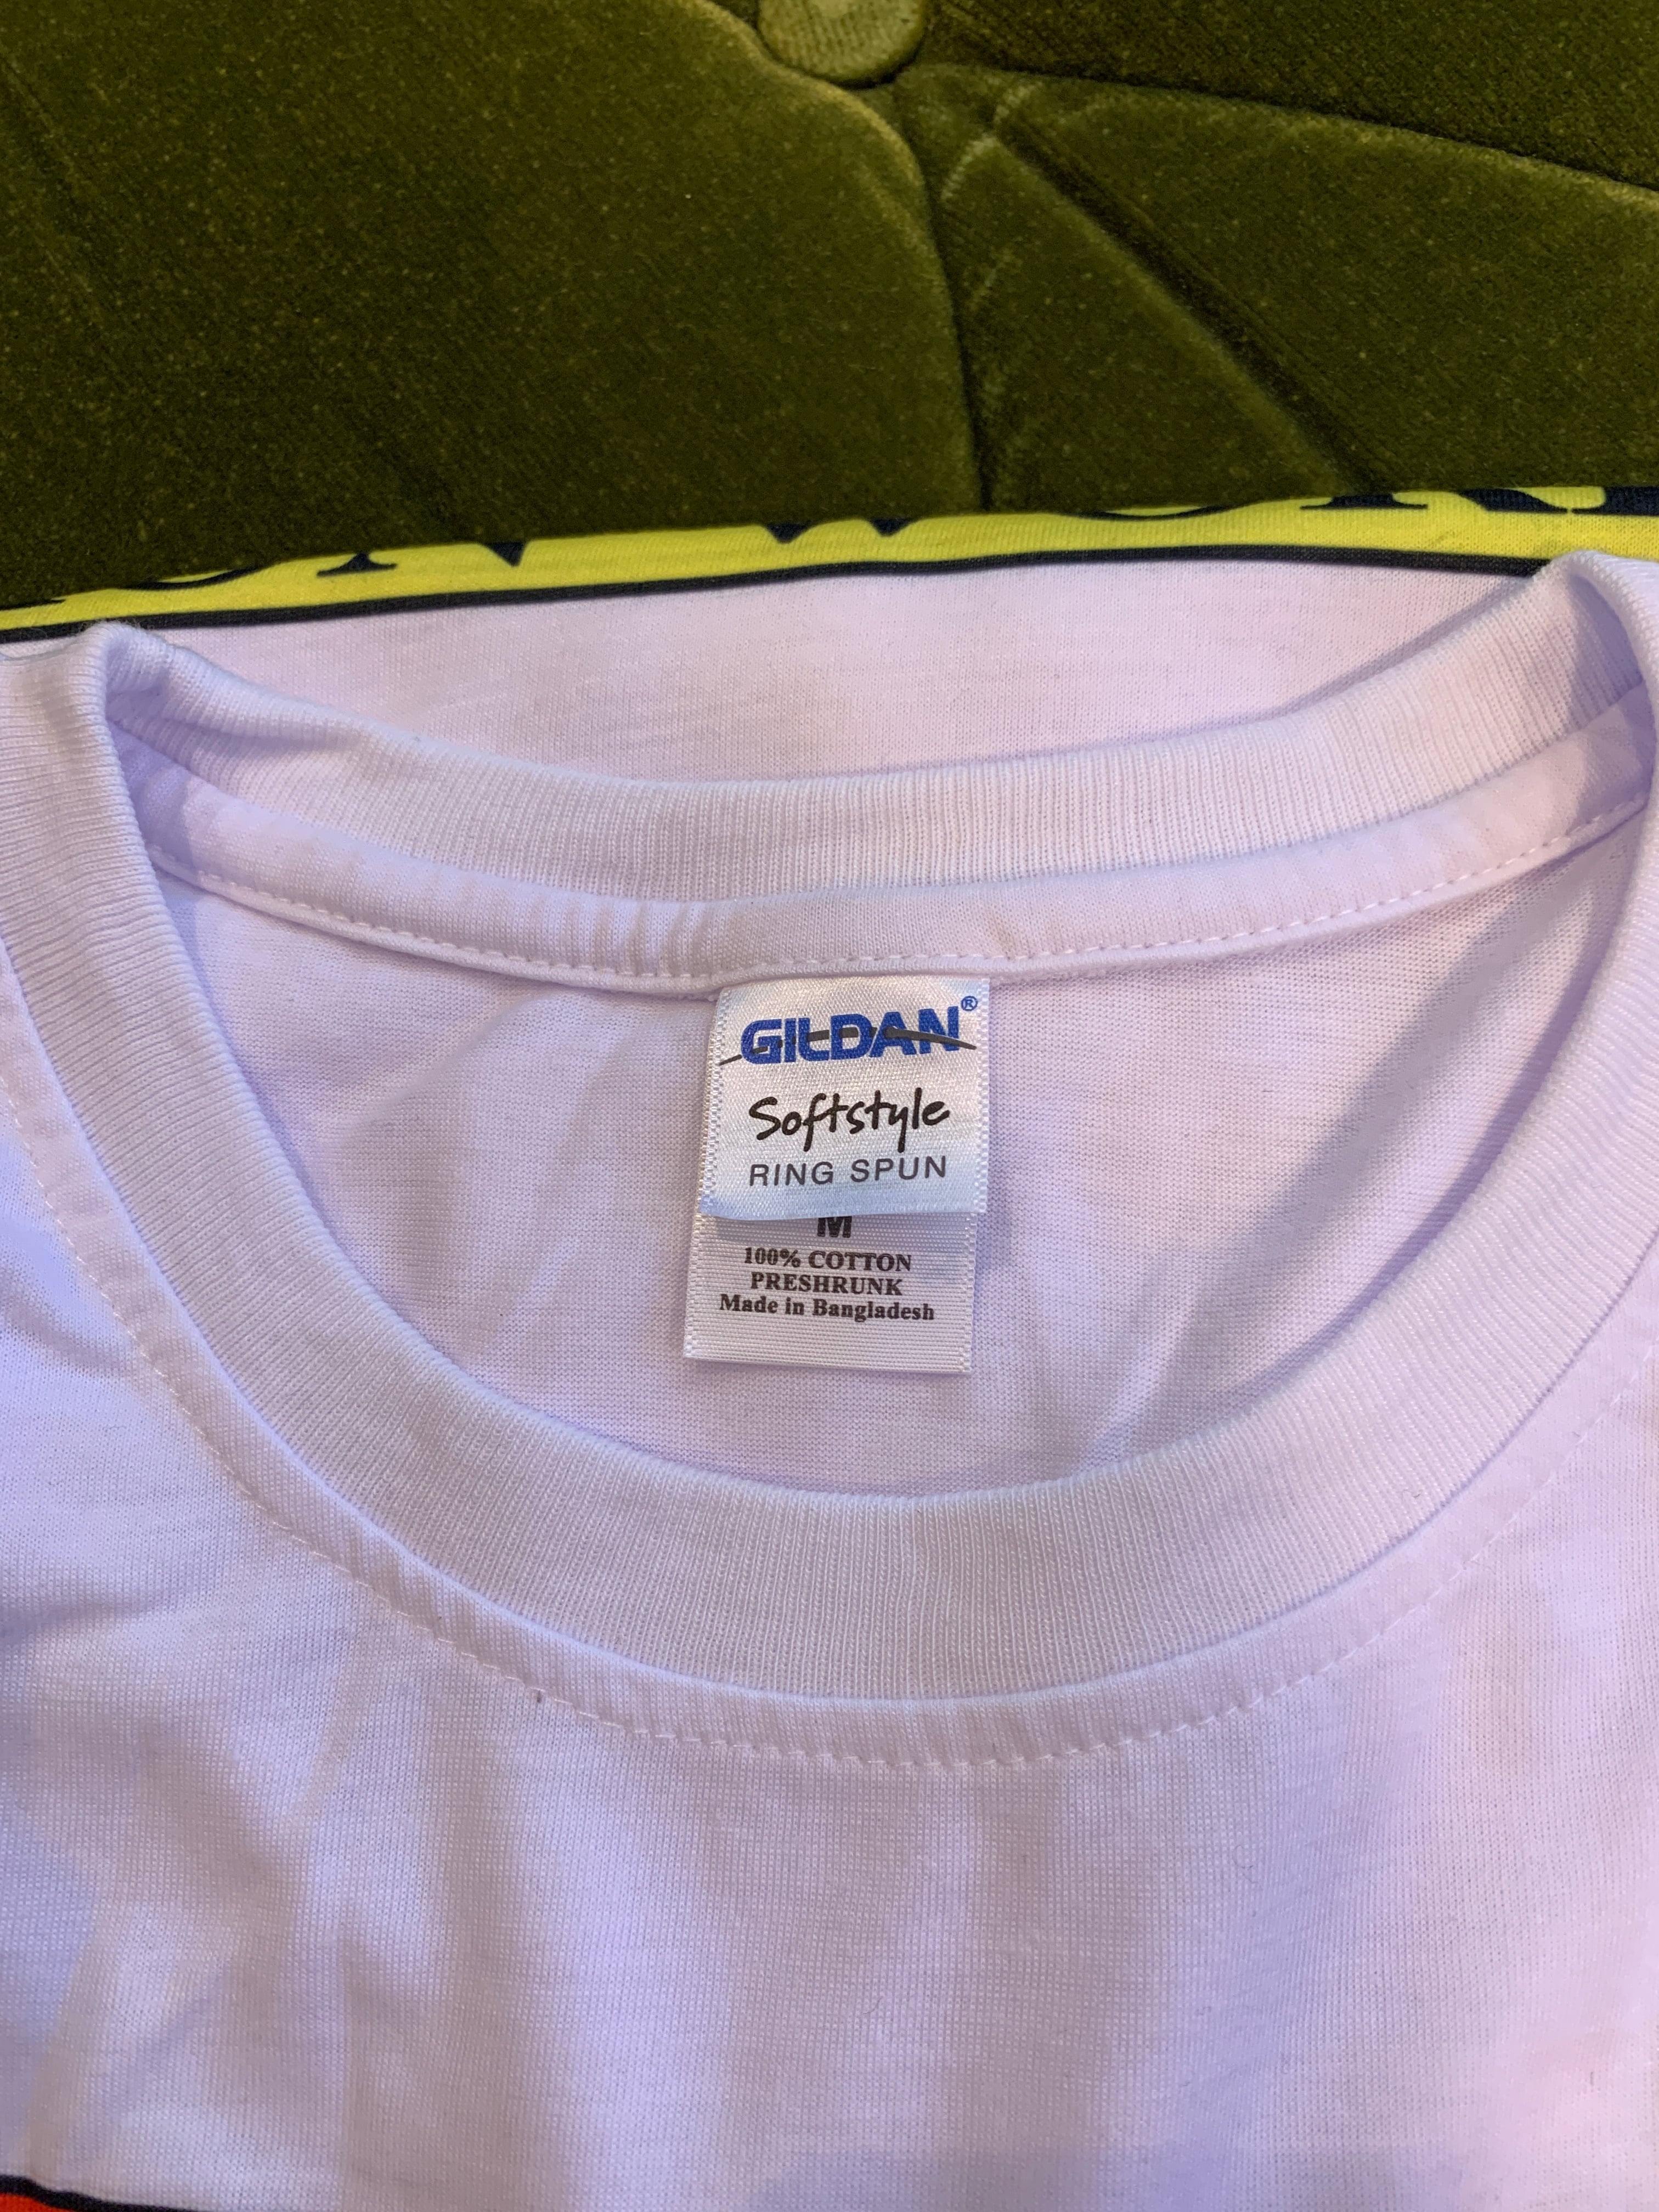 GILDAN®
Softstyle
RING SPUN
M
100% COTTON
PRESHRUNK
Made in Bangladesh